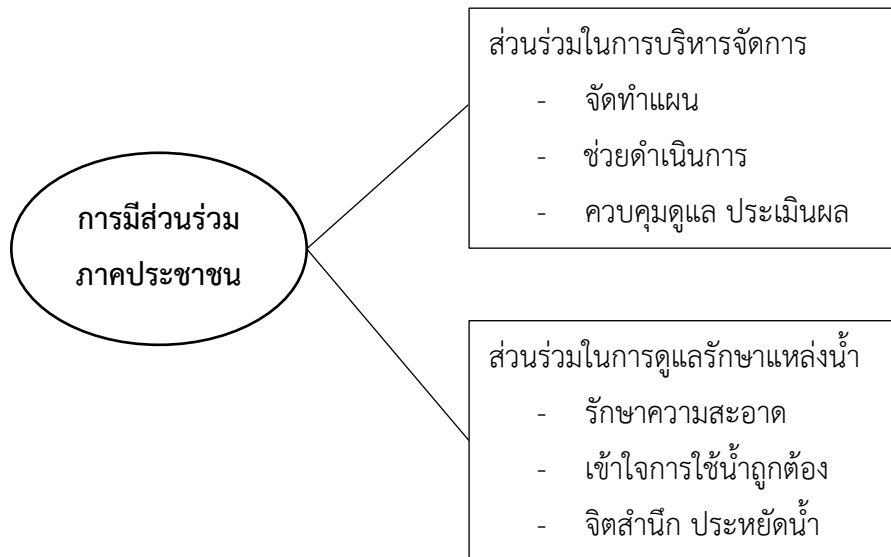 การมีส่วนร่วม
ภาคประชาชน
ส่วนร่วมในการบริหารจัดการ
- จัดทำแผน
- ช่วยดำเนินการ
- ควบคุมดูแล ประเมินผล
ส่วนร่วมในการดูแลรักษาแหล่งน้ำ
- รักษาความสะอาด
- เข้าใจการใช้น้ำถูกต้อง
- จิตสำนึก ประหยัดน้ำ